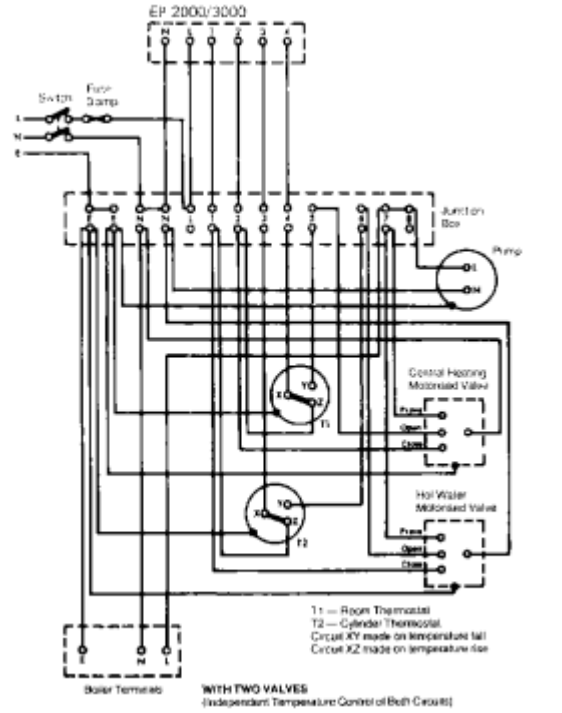 EP 2000/3000
N L 1 2 3 4
Switch Fuse
L
N
E
E E N N L 1 2 3 4 5 6 7 8
Junction
Box
Pump
L
N
Central Heating
Motorised Valve
X Y Z
T1
Prove
Open
Close
Hot Water
Motorised Valve
X Y Z
T2
Prove
Open
Close
T1 — Room Thermostat
T2 — Cylinder Thermostat
Circuit XY made on temperature fall
Circuit XZ made on temperature rise
E N L
Boiler Terminals
WITH TWO VALVES
(Independent Temperature Control of Both Circuits)